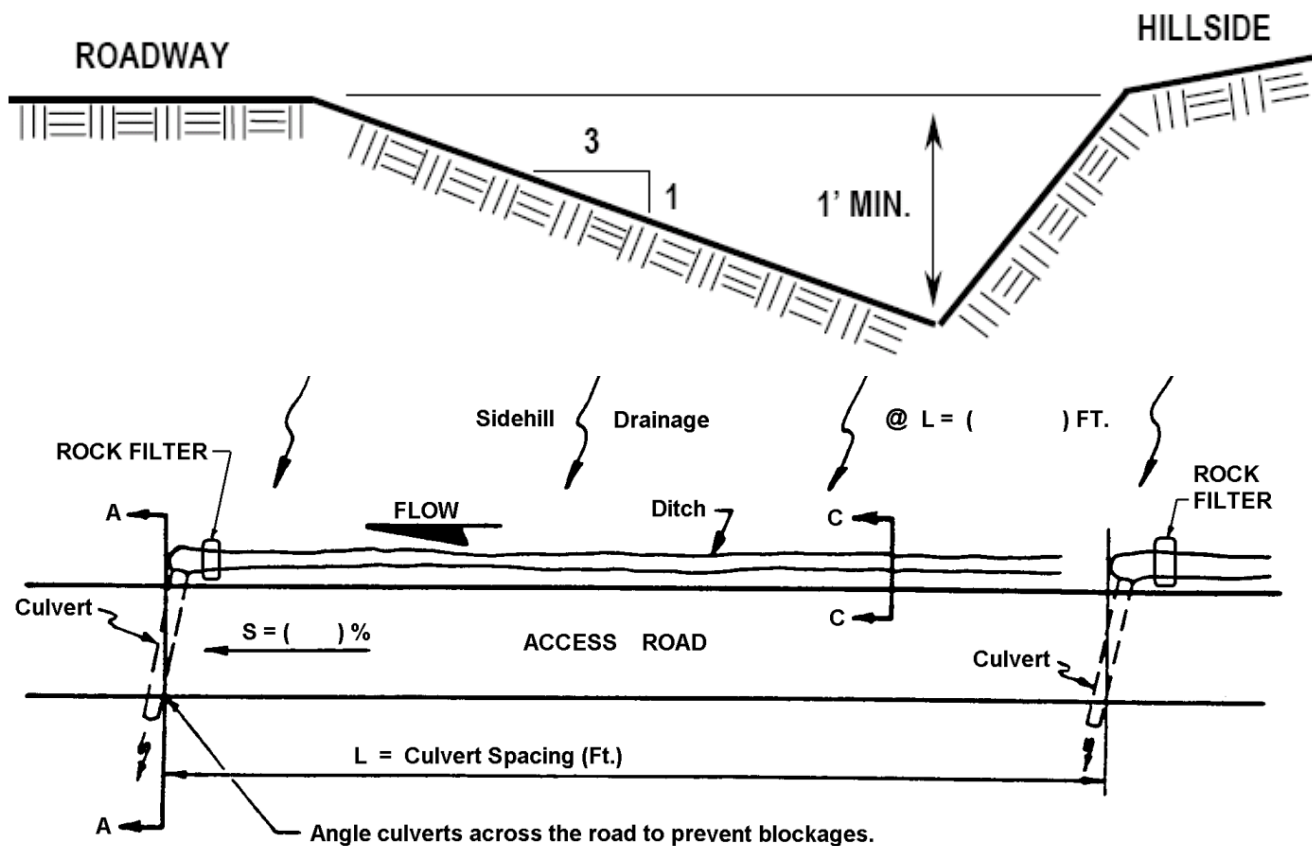 ROADWAY
HILLSIDE
3
1
1' MIN.
Sidehill Drainage @ L = ( ) FT.
ROCK FILTER
ROCK
FILTER
A
FLOW
Ditch
C
Culvert
C
S = ( ) %
ACCESS ROAD
Culvert
L = Culvert Spacing (Ft.)
A
Angle culverts across the road to prevent blockages.